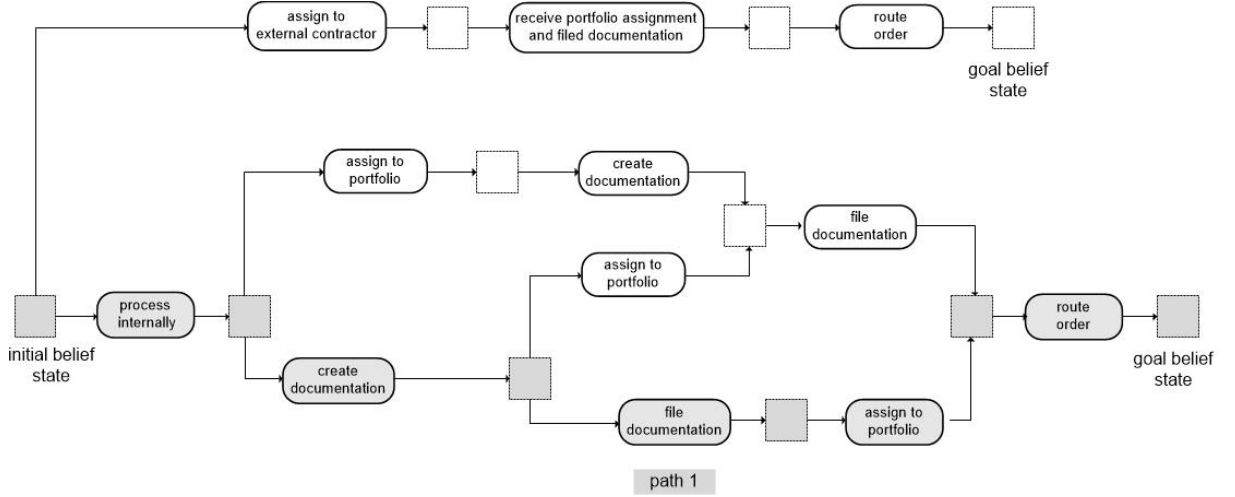 assign to
external contractor
receive portfolio assignment
and filed documentation
route
order
goal belief
state
assign to
portfolio
create
documentation
file
documentation
assign to
portfolio
process
internally
route
order
initial belief
state
goal belief
state
create
documentation
file
documentation
assign to
portfolio
path 1